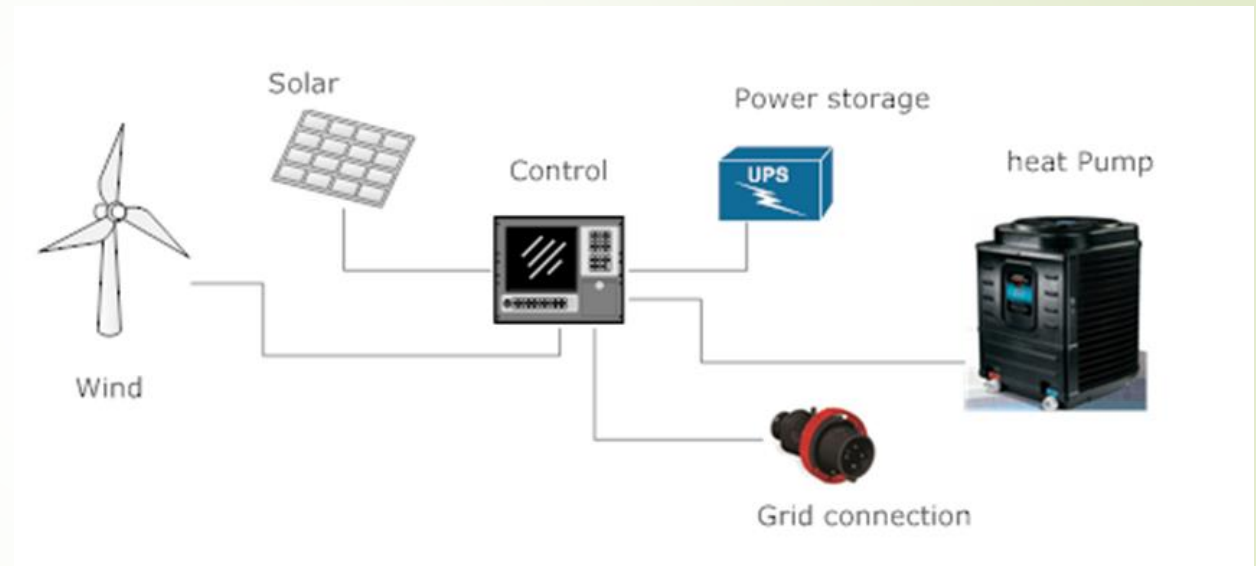 Solar
Power storage
Control
UPS
heat Pump
Wind
Grid connection